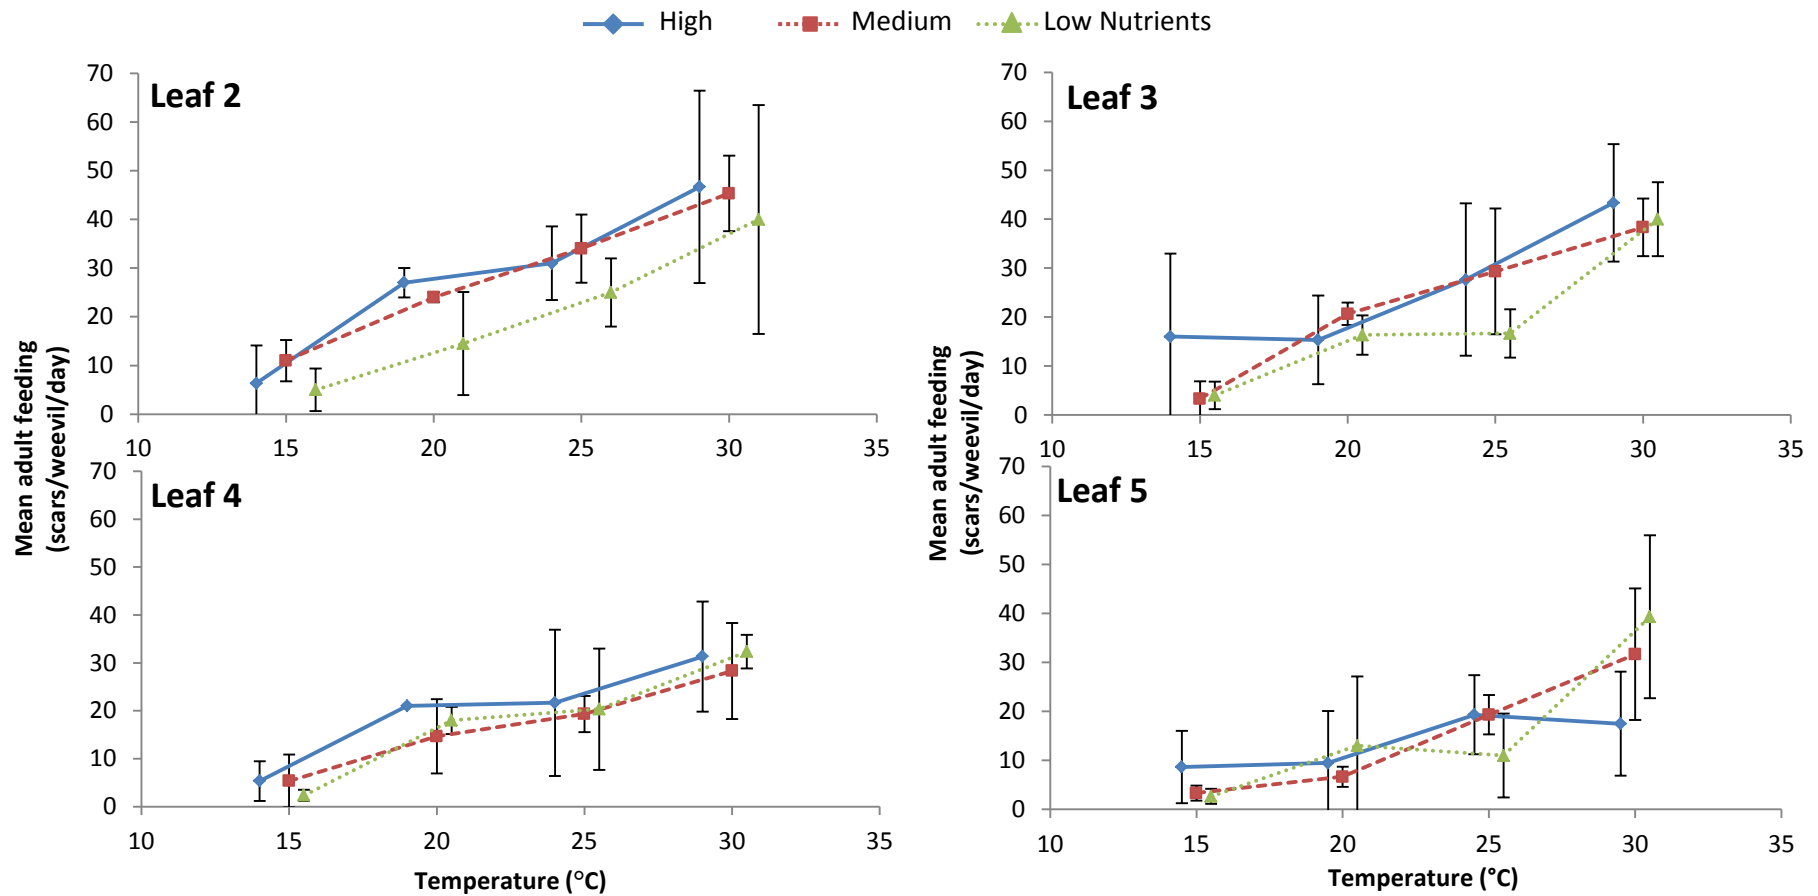 High Medium Low Nutrients
Leaf 2
70
60
50
40
30
20
10
0
10 15 20 25 30 35
Leaf 3
70
60
50
40
30
20
10
0
10 15 20 25 30 35
Mean adult feeding
(scars/weevil/day)
Mean adult feeding
(scars/weevil/day)
Leaf 4
70
60
50
40
30
20
10
0
10 15 20 25 30 35
Temperature (°C)
Leaf 5
70
60
50
40
30
20
10
0
10 15 20 25 30 35
Temperature (°C)